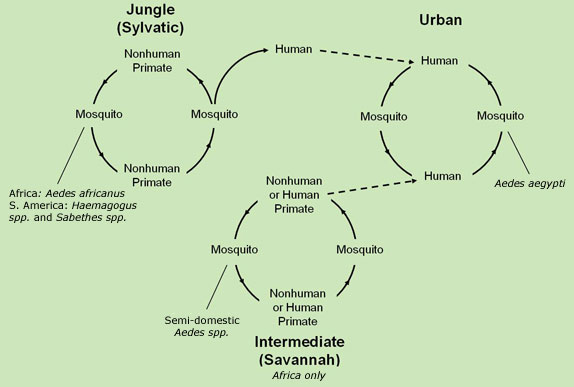 Jungle
(Sylvatic)
Nonhuman
Primate
Mosquito
Mosquito
Nonhuman
Primate
Africa: Aedes africanus
S. America: Haemagogus
spp. and Sabethes spp.
Human
Urban
Human
Mosquito
Mosquito
Human
Aedes aegypti
Nonhuman
or Human
Primate
Mosquito
Mosquito
Nonhuman
or Human
Primate
Semi-domestic
Aedes spp.
Intermediate
(Savannah)
Africa only